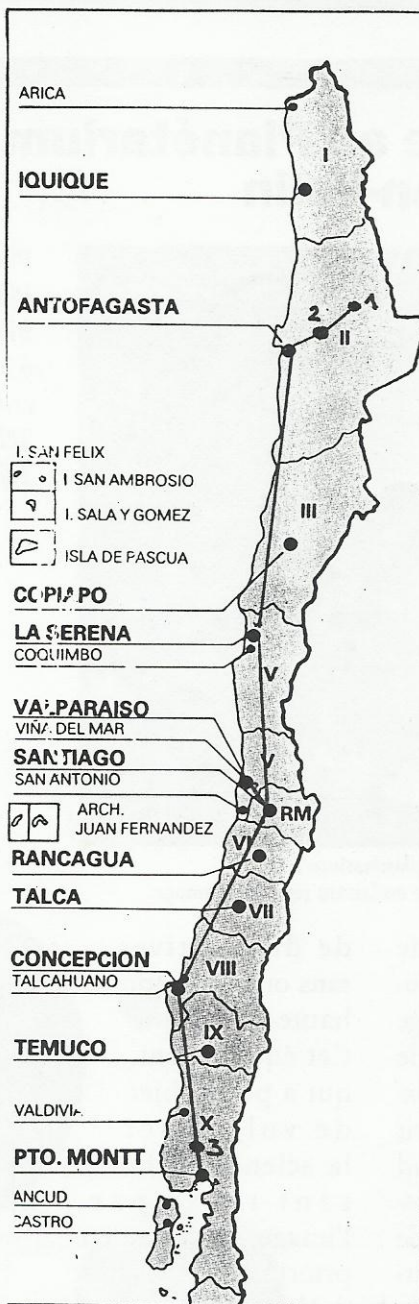 ARICA
I
IQUIQUE
ANTOFAGASTA
2
1
II
I. SAN FELIX
I SAN AMBROSIO
I. SALA Y GOMEZ
ISLA DE PASCUA
III
COPIAPO
LA SERENA
COQUIMBO
V
VALPARAISO
VIÑA DEL MAR
V
SANTIAGO
SAN ANTONIO
ARCH.
JUAN FERNANDEZ
RM
VI
RANCAGUA
TALCA
VII
CONCEPCION
TALCAHUANO
VIII
TEMUCO
IX
VALDIVIA
X
PTO. MONTT
3
ANCUD
CASTRO